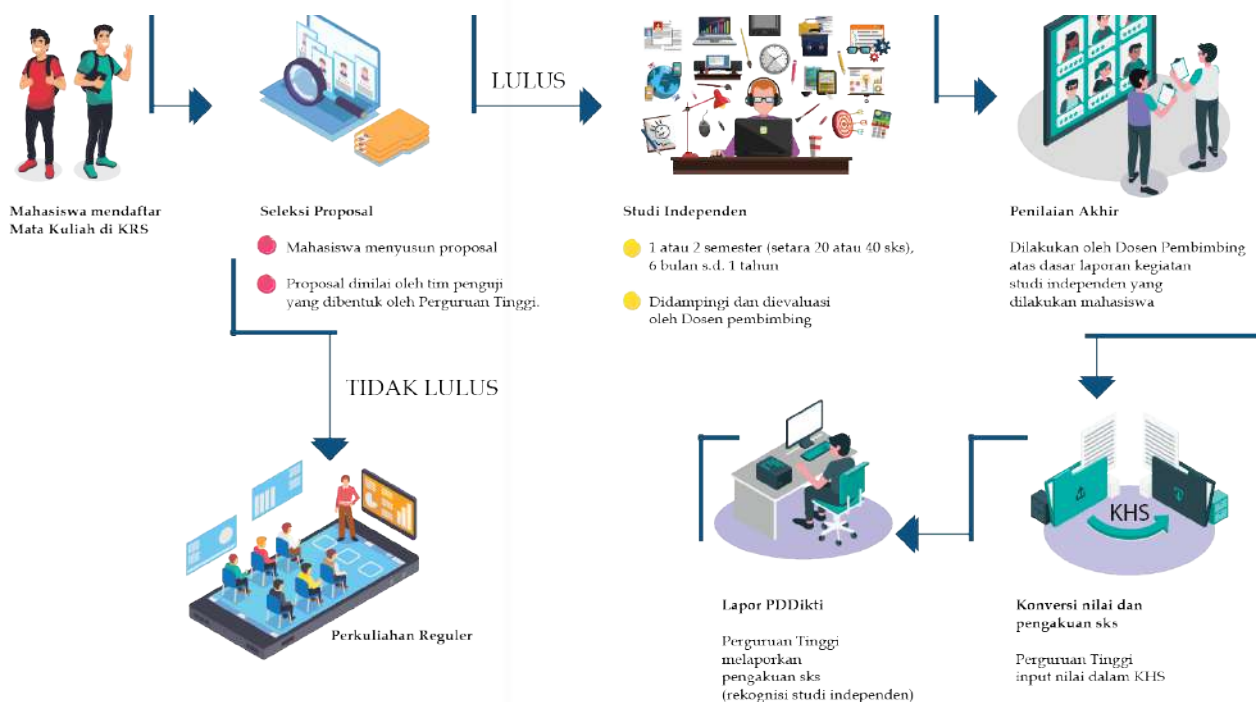 LULUS
Mahasiswa mendaftar
Mata Kuliah di KRS
Seleksi Proposal
Mahasiswa menyusun proposal
Proposal dinilai oleh tim penguji
yang dibentuk oleh Perguruan Tinggi.
Studi Independen
1 atau 2 semester (setara 20 atau 40 sks),
6 bulan s.d. 1 tahun
Didampingi dan dievaluasi
oleh Dosen pembimbing
Penilaian Akhir
Dilakukan oleh Dosen Pembimbing
atas dasar laporan kegiatan
studi independen yang
dilakukan mahasiswa
TIDAK LULUS
Perkuliahan Reguler
KHS
Konversi nilai dan
pengakuan sks
Perguruan Tinggi
input nilai dalam KHS
Lapor PDDikti
Perguruan Tinggi
melaporkan
pengakuan sks
(rekognisi studi independen)